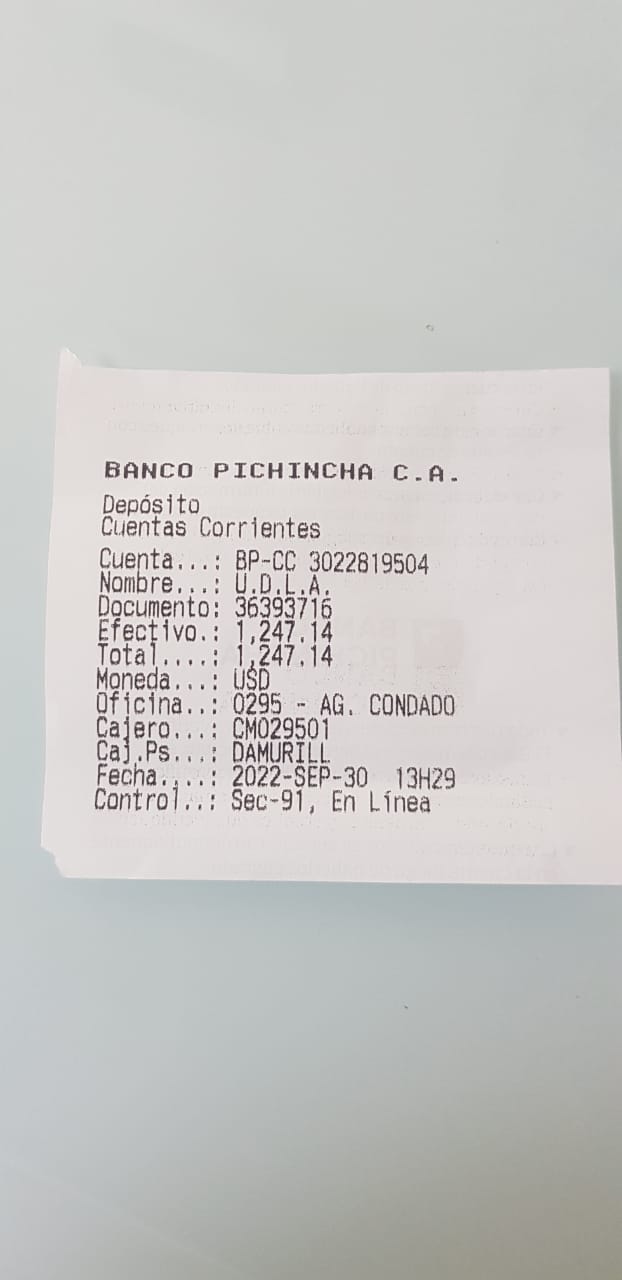 BANCO PICHINCHA C.A.
Depósito
Cuentas Corrientes
Cuenta...: BP-CC 3022819504
Nombre...: U.D.L.A.
Documento: 36393716
Efectivo.: 1,247.14
Total....: 1,247.14
Moneda...: USD
Oficina..: 0295 - AG. CONDADO
Cajero...: CM029501
Caj.Ps...: DAMURILL
Fecha....: 2022-SEP-30 13H29
Control..: Sec-91, En Línea